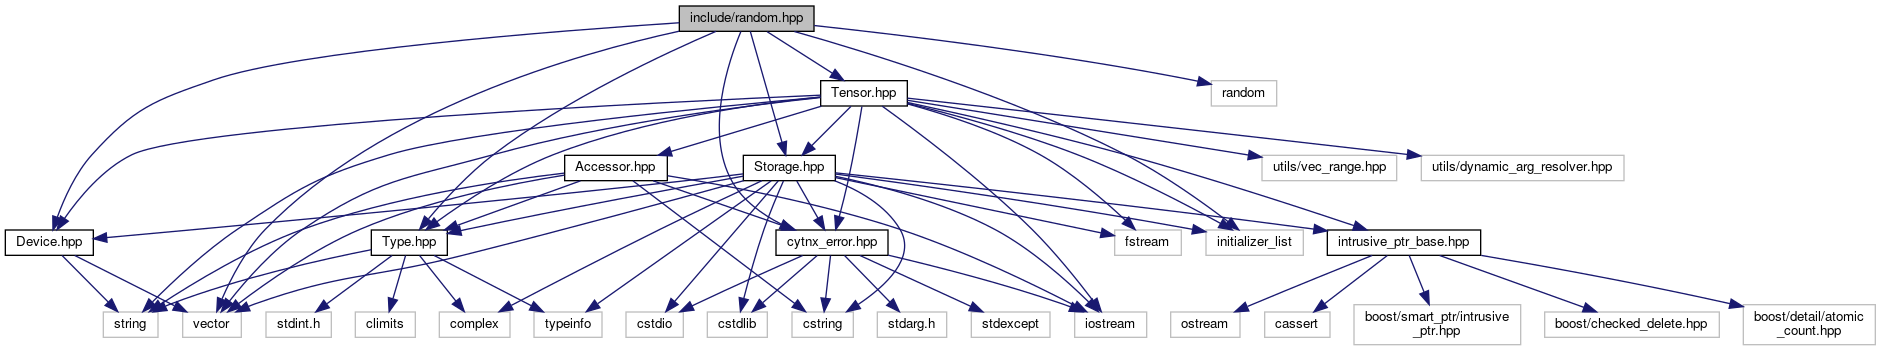 include/random.hpp
Tensor.hpp
random
Accessor.hpp
Storage.hpp
utils/vec_range.hpp
utils/dynamic_arg_resolver.hpp
Device.hpp
Type.hpp
cytnx_error.hpp
fstream
initializer_list
intrusive_ptr_base.hpp
string
vector
stdint.h
climits
complex
typeinfo
cstdio
cstdlib
cstring
stdarg.h
stdexcept
iostream
ostream
cassert
boost/smart_ptr/intrusive
_ptr.hpp
boost/checked_delete.hpp
boost/detail/atomic
_count.hpp